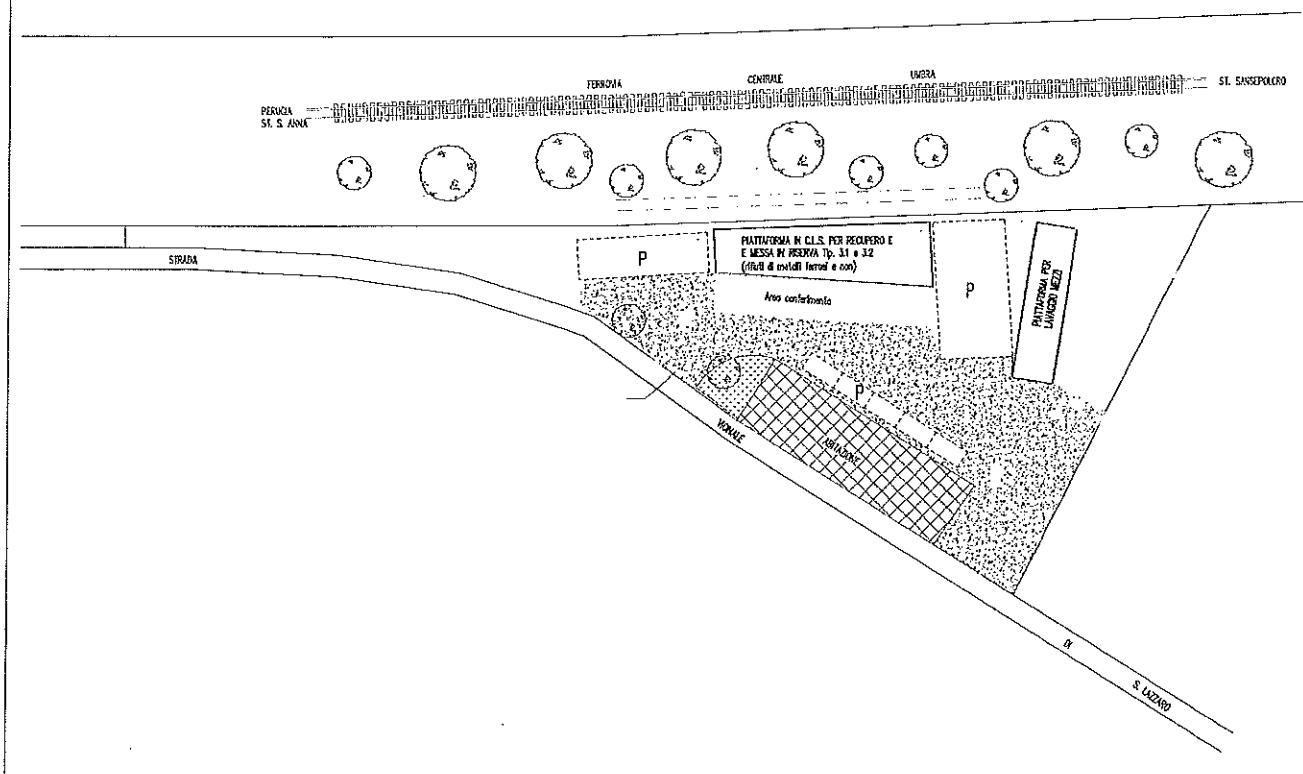 FERROVIA CENTRALE UMBRA
PERUGIA
ST. S. ANNA
ST. SANSEPOLCRO
STRADA
P
PIATTAFORMA IN C.L.S. PER RECUPERO E
E MESSA IN RISERVA Tip. 3.1 e 3.2
(rifiuti di metalli ferrosi e non)
Area conferimento
P
PIATTAFORMA PER
LAVAGGIO MEZZI
P
ABITAZIONE
VICINALE
DI
S. LAZZARO